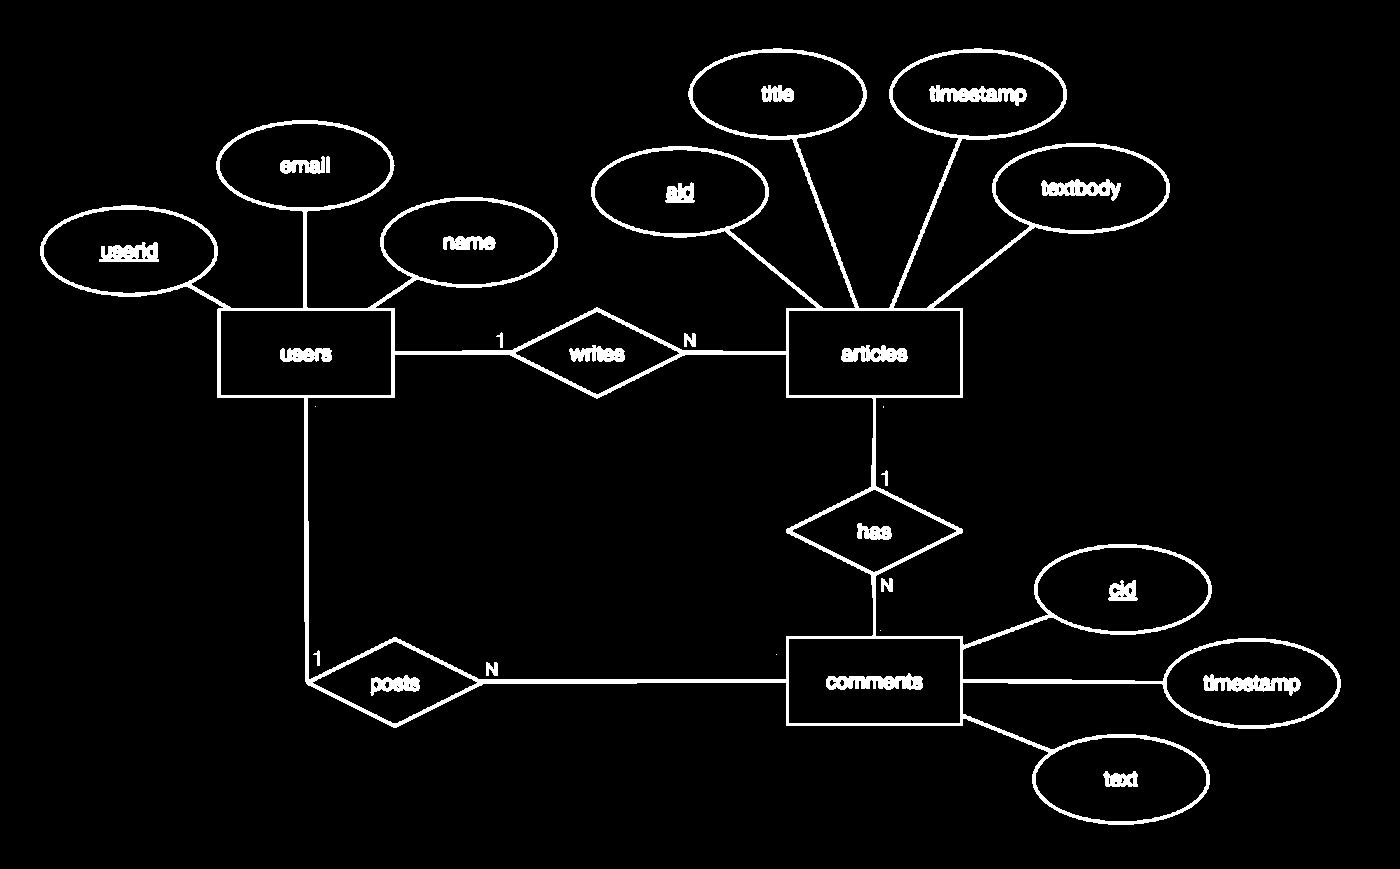 title
timestamp
email
aid
textbody
userid
name
users
1
writes
N
articles
1
has
N
cid
1
posts
N
comments
timestamp
text